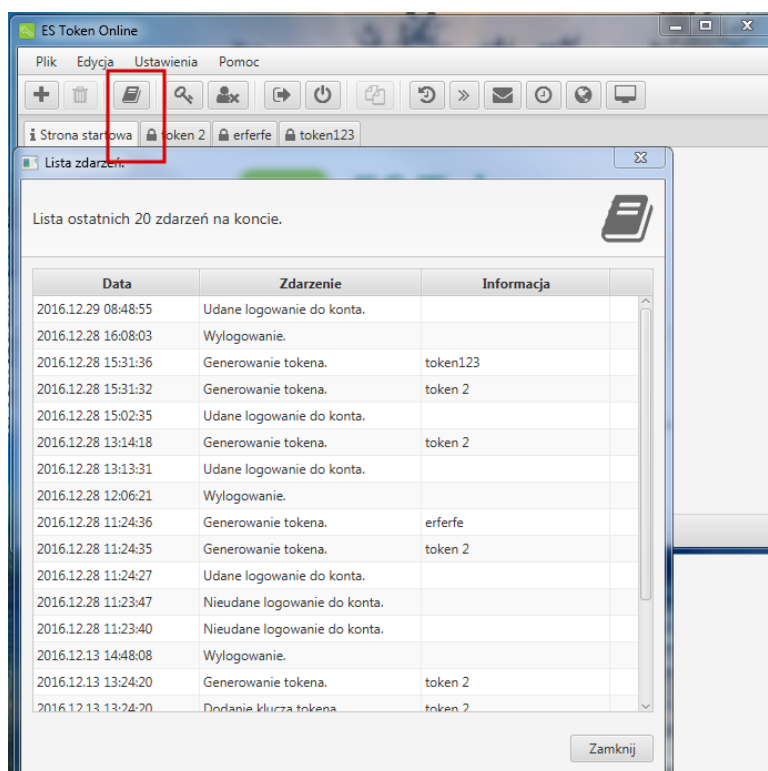 ES Token Online
Plik Edycja Ustawienia Pomoc
Strona startowa token 2 erferfe token123
Lista zdarzeń.
Lista ostatnich 20 zdarzeń na koncie.
Data Zdarzenie Informacja
2016.12.29 08:48:55 Udane logowanie do konta.
2016.12.28 16:08:03 Wylogowanie.
2016.12.28 15:31:36 Generowanie tokena. token123
2016.12.28 15:31:32 Generowanie tokena. token 2
2016.12.28 15:02:35 Udane logowanie do konta.
2016.12.28 13:14:18 Generowanie tokena. token 2
2016.12.28 13:13:31 Udane logowanie do konta.
2016.12.28 12:06:21 Wylogowanie.
2016.12.28 11:24:36 Generowanie tokena. erferfe
2016.12.28 11:24:35 Generowanie tokena. token 2
2016.12.28 11:24:27 Udane logowanie do konta.
2016.12.28 11:23:47 Nieudane logowanie do konta.
2016.12.28 11:23:40 Nieudane logowanie do konta.
2016.12.13 14:48:08 Wylogowanie.
2016.12.13 13:24:20 Generowanie tokena. token 2
2016.12.13 13:24:20 Dodanie klucza tokena token 2
Zamknij